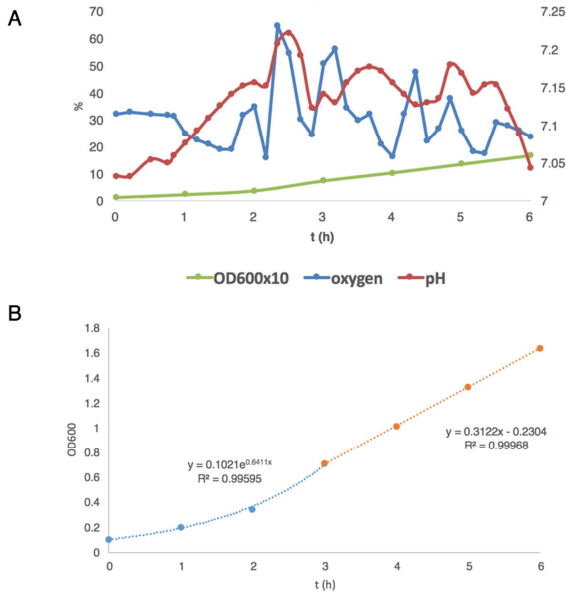 A
70
60
50
40
30
20
10
0
%
7.25
7.2
7.15
7.1
7.05
7
0 1 2 3 4 5 6
t (h)
OD600x10 oxygen pH
B
1.8
1.6
1.4
1.2
1
0.8
0.6
0.4
0.2
0
OD600
y = 0.1021e0.6411x
R² = 0.99595
y = 0.3122x - 0.2304
R² = 0.99968
0 1 2 3 4 5 6
t (h)